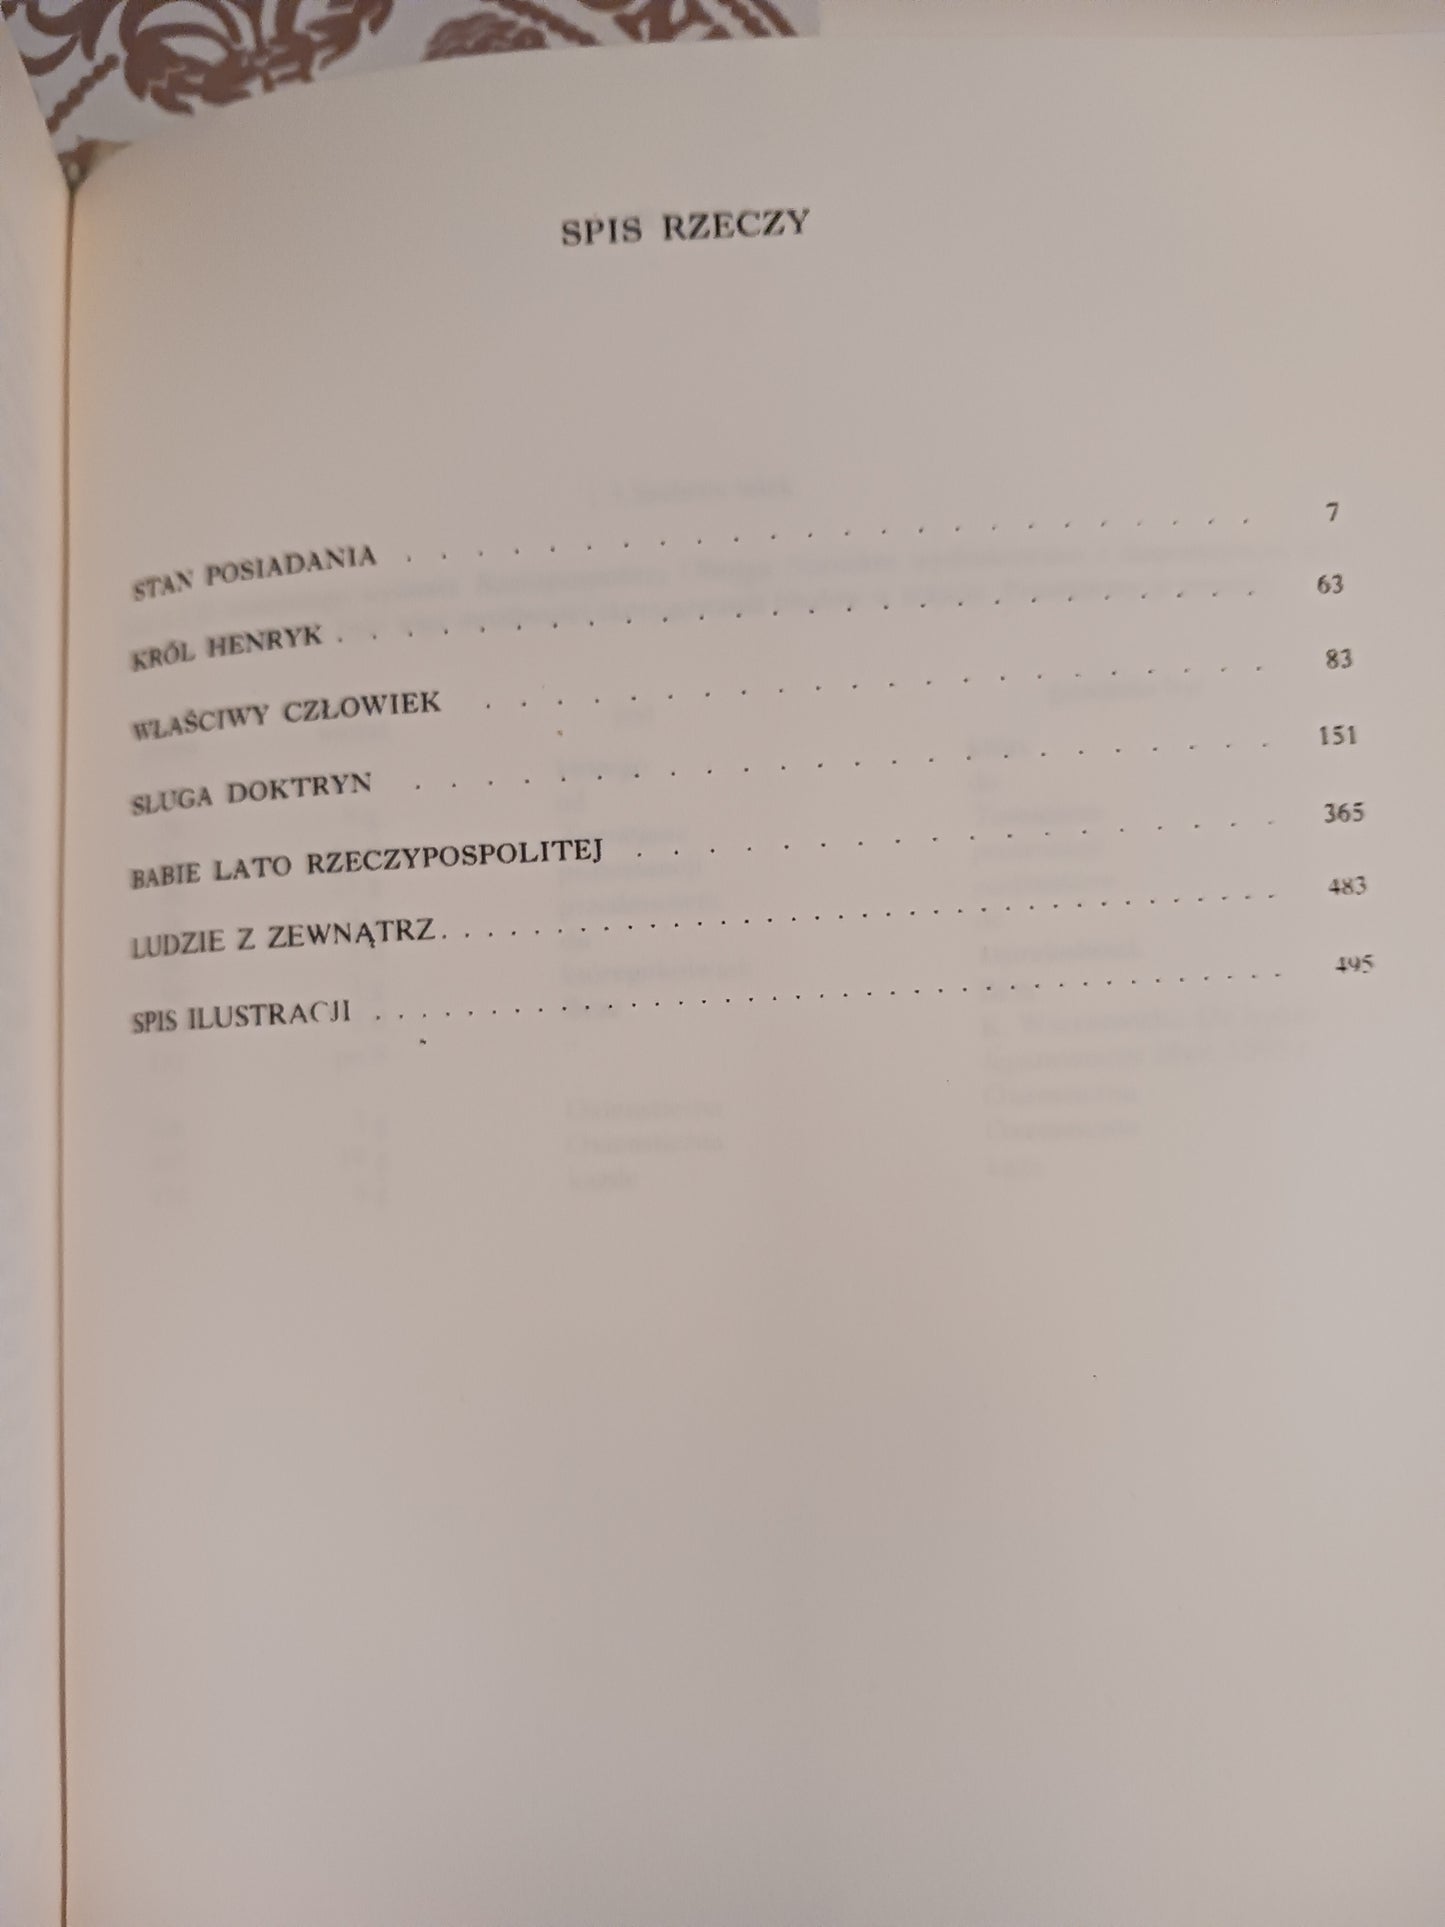 SPIS RZECZY
STAN POSIADANIA . . . . . . . . . . . . . . . . . . . . . . . . 7
KRÓL HENRYK . . . . . . . . . . . . . . . . . . . . . . . . . . 63
WŁAŚCIWY CZŁOWIEK . . . . . . . . . . . . . . . . . . . . . . 83
SŁUGA DOKTRYN . . . . . . . . . . . . . . . . . . . . . . . . 151
BABIE LATO RZECZYPOSPOLITEJ . . . . . . . . . . . . . . . . . . 365
LUDZIE Z ZEWNĄTRZ . . . . . . . . . . . . . . . . . . . . . . . 483
SPIS ILUSTRACJI . . . . . . . . . . . . . . . . . . . . . . . . . 495